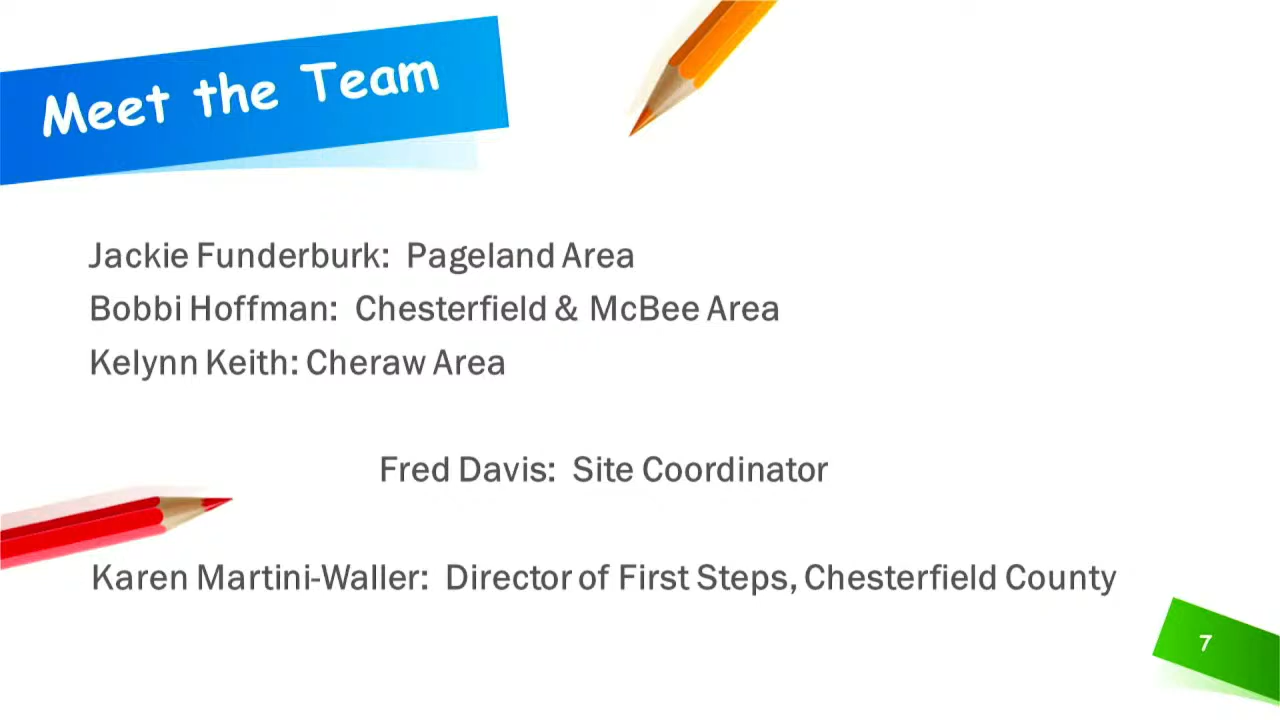 Meet the Team
Jackie Funderburk: Pageland Area
Bobbi Hoffman: Chesterfield & McBee Area
Kelynn Keith: Cheraw Area
Fred Davis: Site Coordinator
Karen Martini-Waller: Director of First Steps, Chesterfield County
7